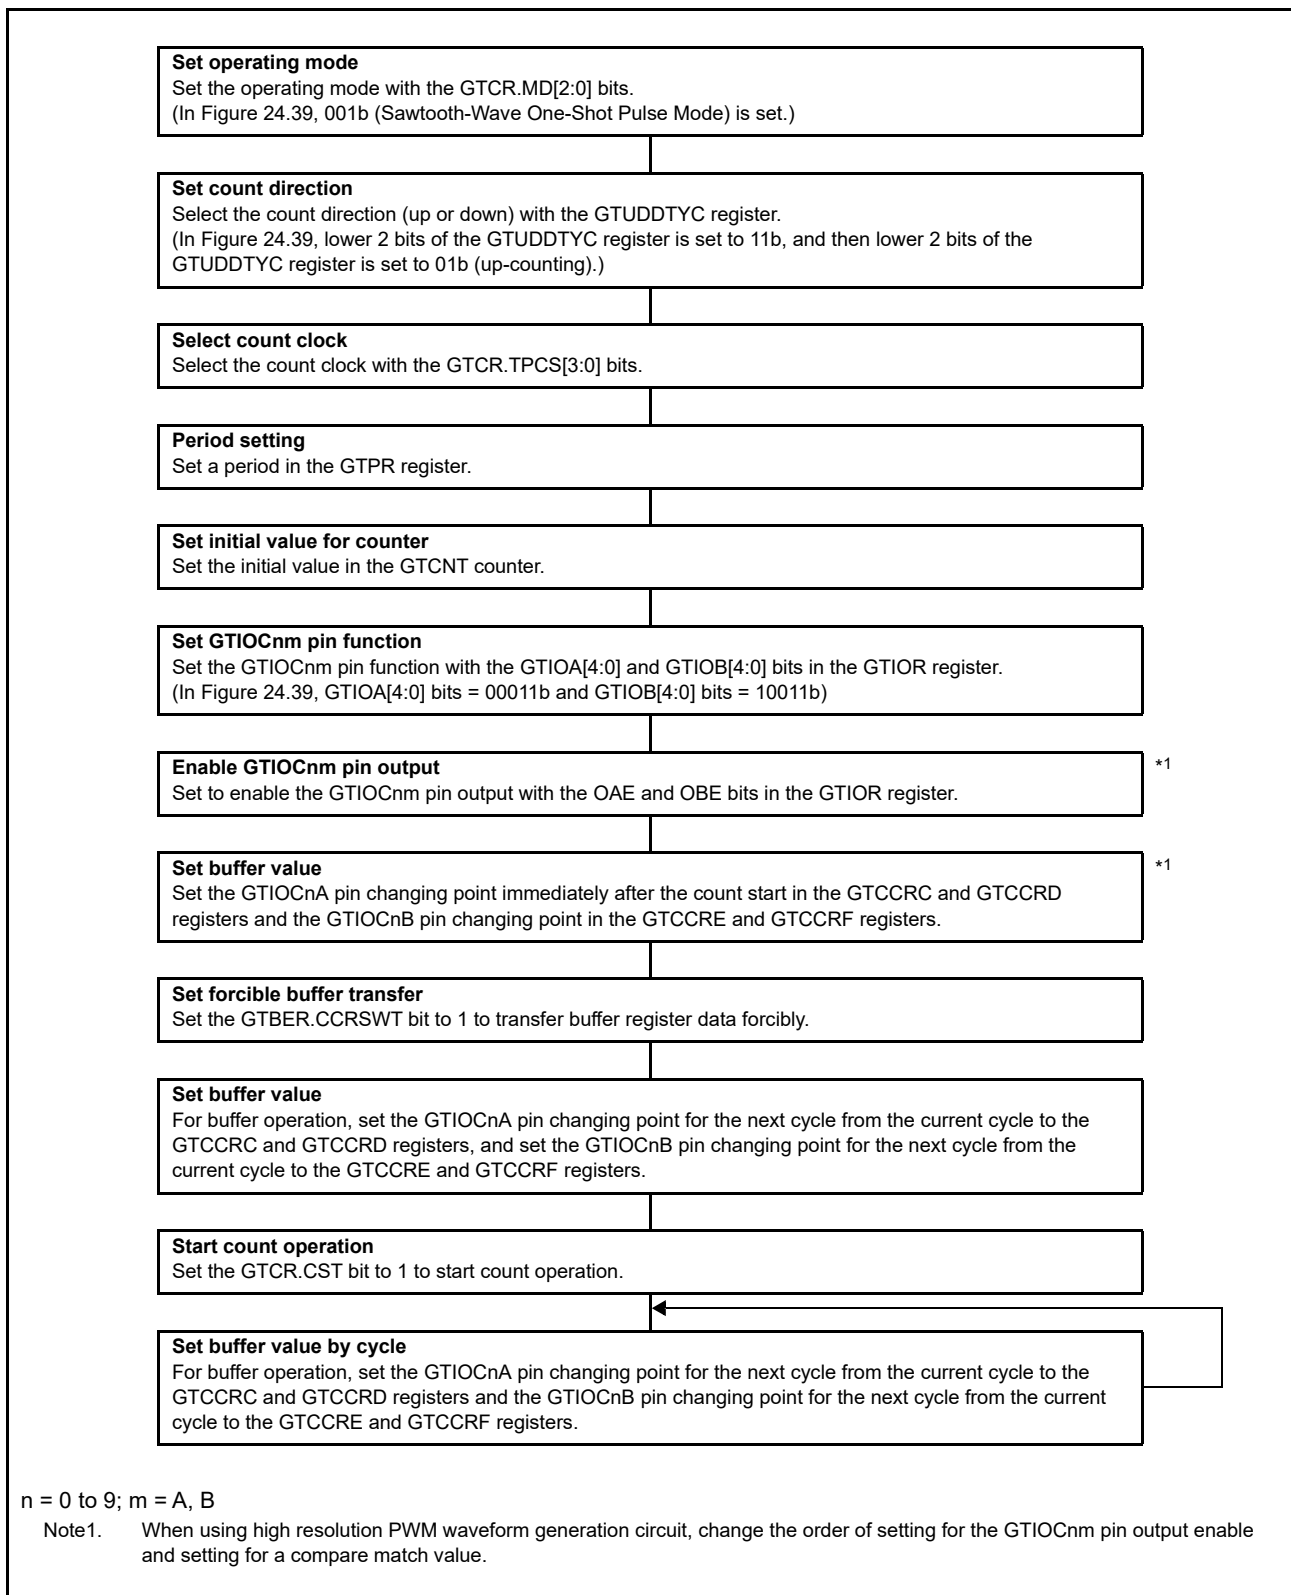 Set operating mode
Set the operating mode with the GTCR.MD[2:0] bits.
(In Figure 24.39, 001b (Sawtooth-Wave One-Shot Pulse Mode) is set.)
Set count direction
Select the count direction (up or down) with the GTUDDTYC register.
(In Figure 24.39, lower 2 bits of the GTUDDTYC register is set to 11b, and then lower 2 bits of the
GTUDDTYC register is set to 01b (up-counting).)
Select count clock
Select the count clock with the GTCR.TPCS[3:0] bits.
Period setting
Set a period in the GTPR register.
Set initial value for counter
Set the initial value in the GTCNT counter.
Set GTIOCnm pin function
Set the GTIOCnm pin function with the GTIOA[4:0] and GTIOB[4:0] bits in the GTIOR register.
(In Figure 24.39, GTIOA[4:0] bits = 00011b and GTIOB[4:0] bits = 10011b)
Enable GTIOCnm pin output
*1
Set to enable the GTIOCnm pin output with the OAE and OBE bits in the GTIOR register.
Set buffer value
*1
Set the GTIOCnA pin changing point immediately after the count start in the GTCCRC and GTCCRD
registers and the GTIOCnB pin changing point in the GTCCRE and GTCCRF registers.
Set forcible buffer transfer
Set the GTBER.CCRSWT bit to 1 to transfer buffer register data forcibly.
Set buffer value
For buffer operation, set the GTIOCnA pin changing point for the next cycle from the current cycle to the
GTCCRC and GTCCRD registers, and set the GTIOCnB pin changing point for the next cycle from the
current cycle to the GTCCRE and GTCCRF registers.
Start count operation
Set the GTCR.CST bit to 1 to start count operation.
Set buffer value by cycle
For buffer operation, set the GTIOCnA pin changing point for the next cycle from the current cycle to the
GTCCRC and GTCCRD registers and the GTIOCnB pin changing point for the next cycle from the current
cycle to the GTCCRE and GTCCRF registers.
n = 0 to 9; m = A, B
Note1. When using high resolution PWM waveform generation circuit, change the order of setting for the GTIOCnm pin output enable
and setting for a compare match value.